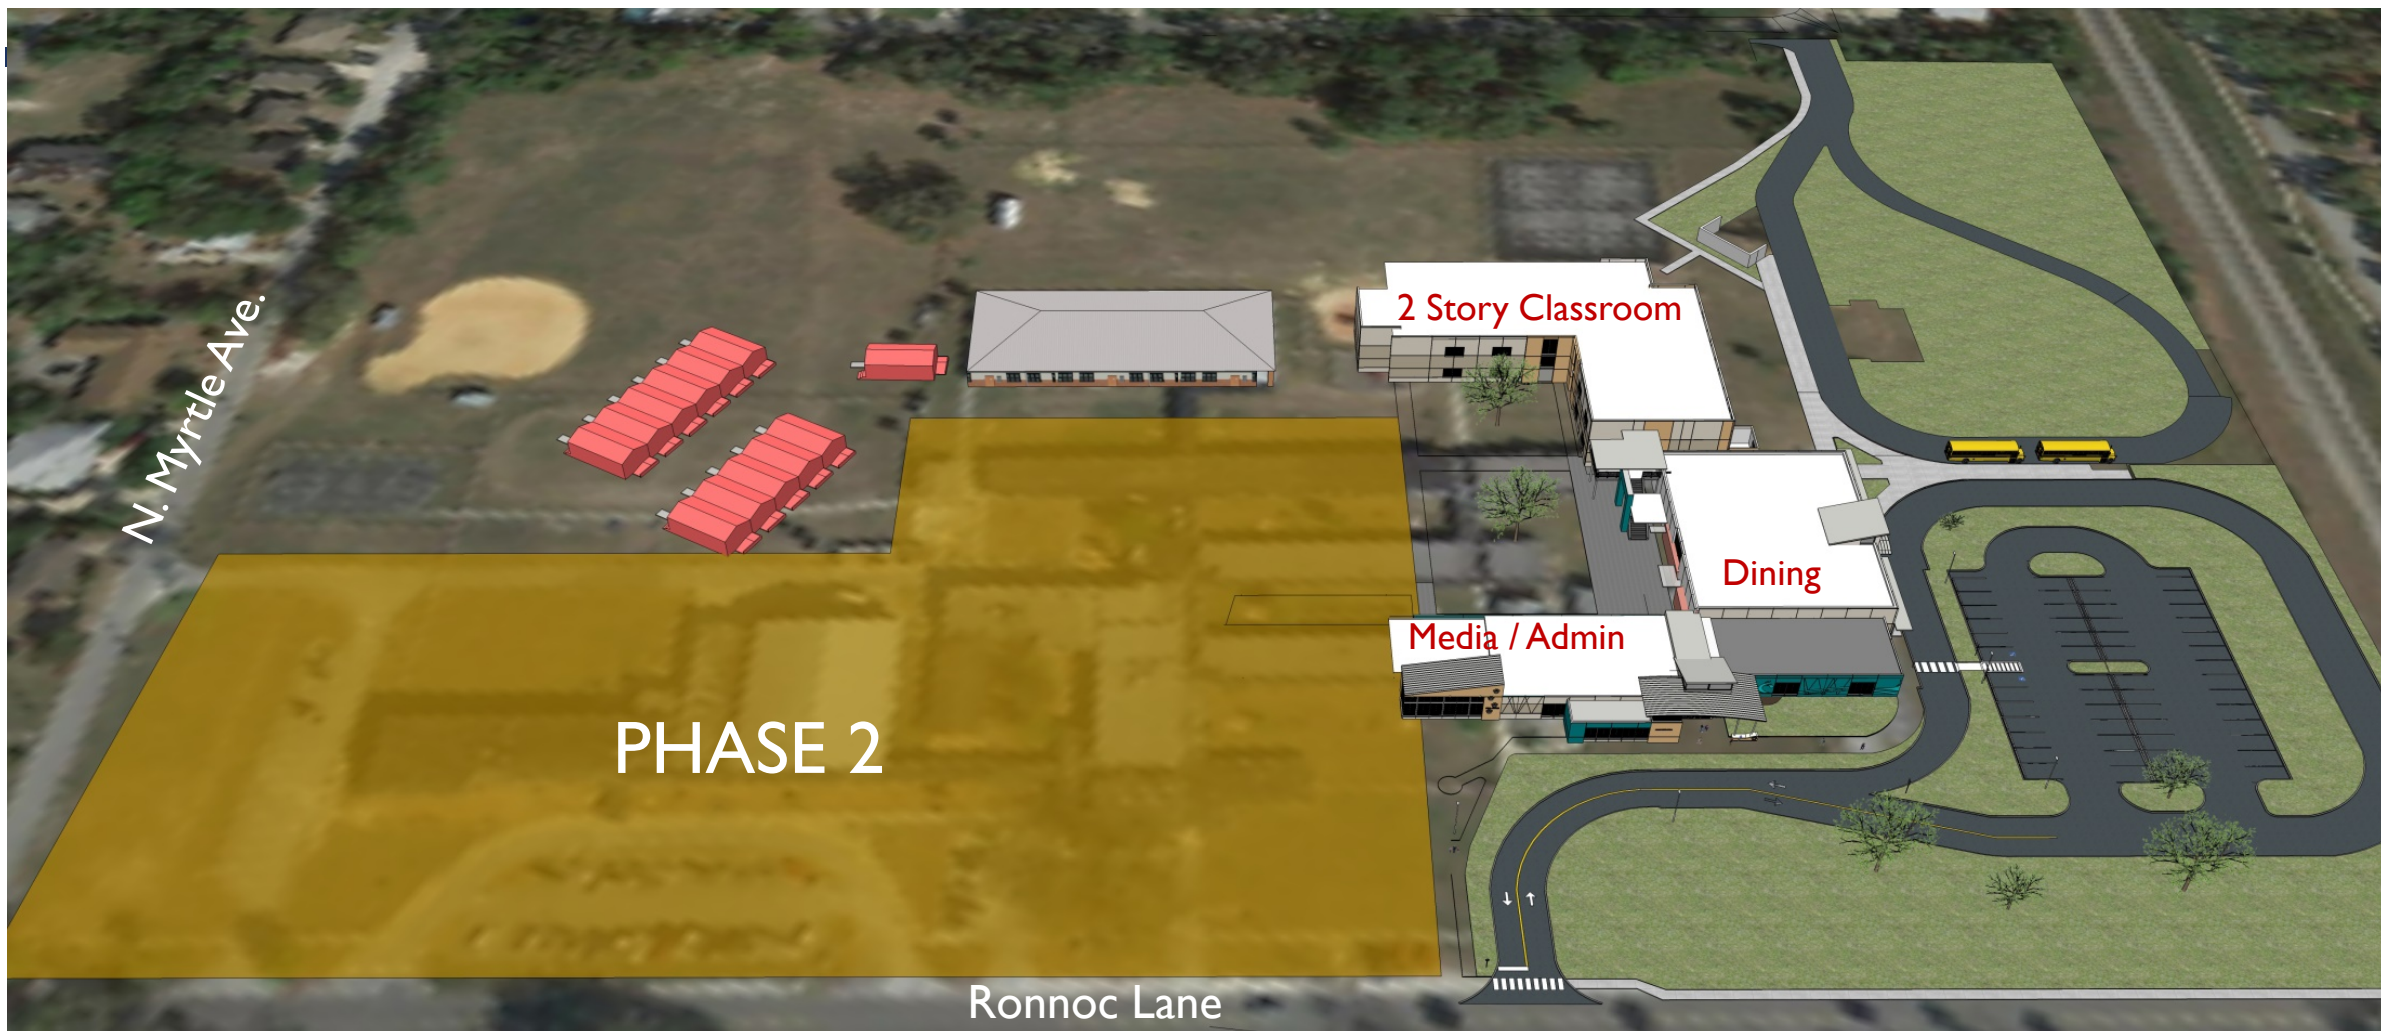 2 Story Classroom
N. Myrtle Ave.
Dining
Media / Admin
PHASE 2
Ronnoc Lane